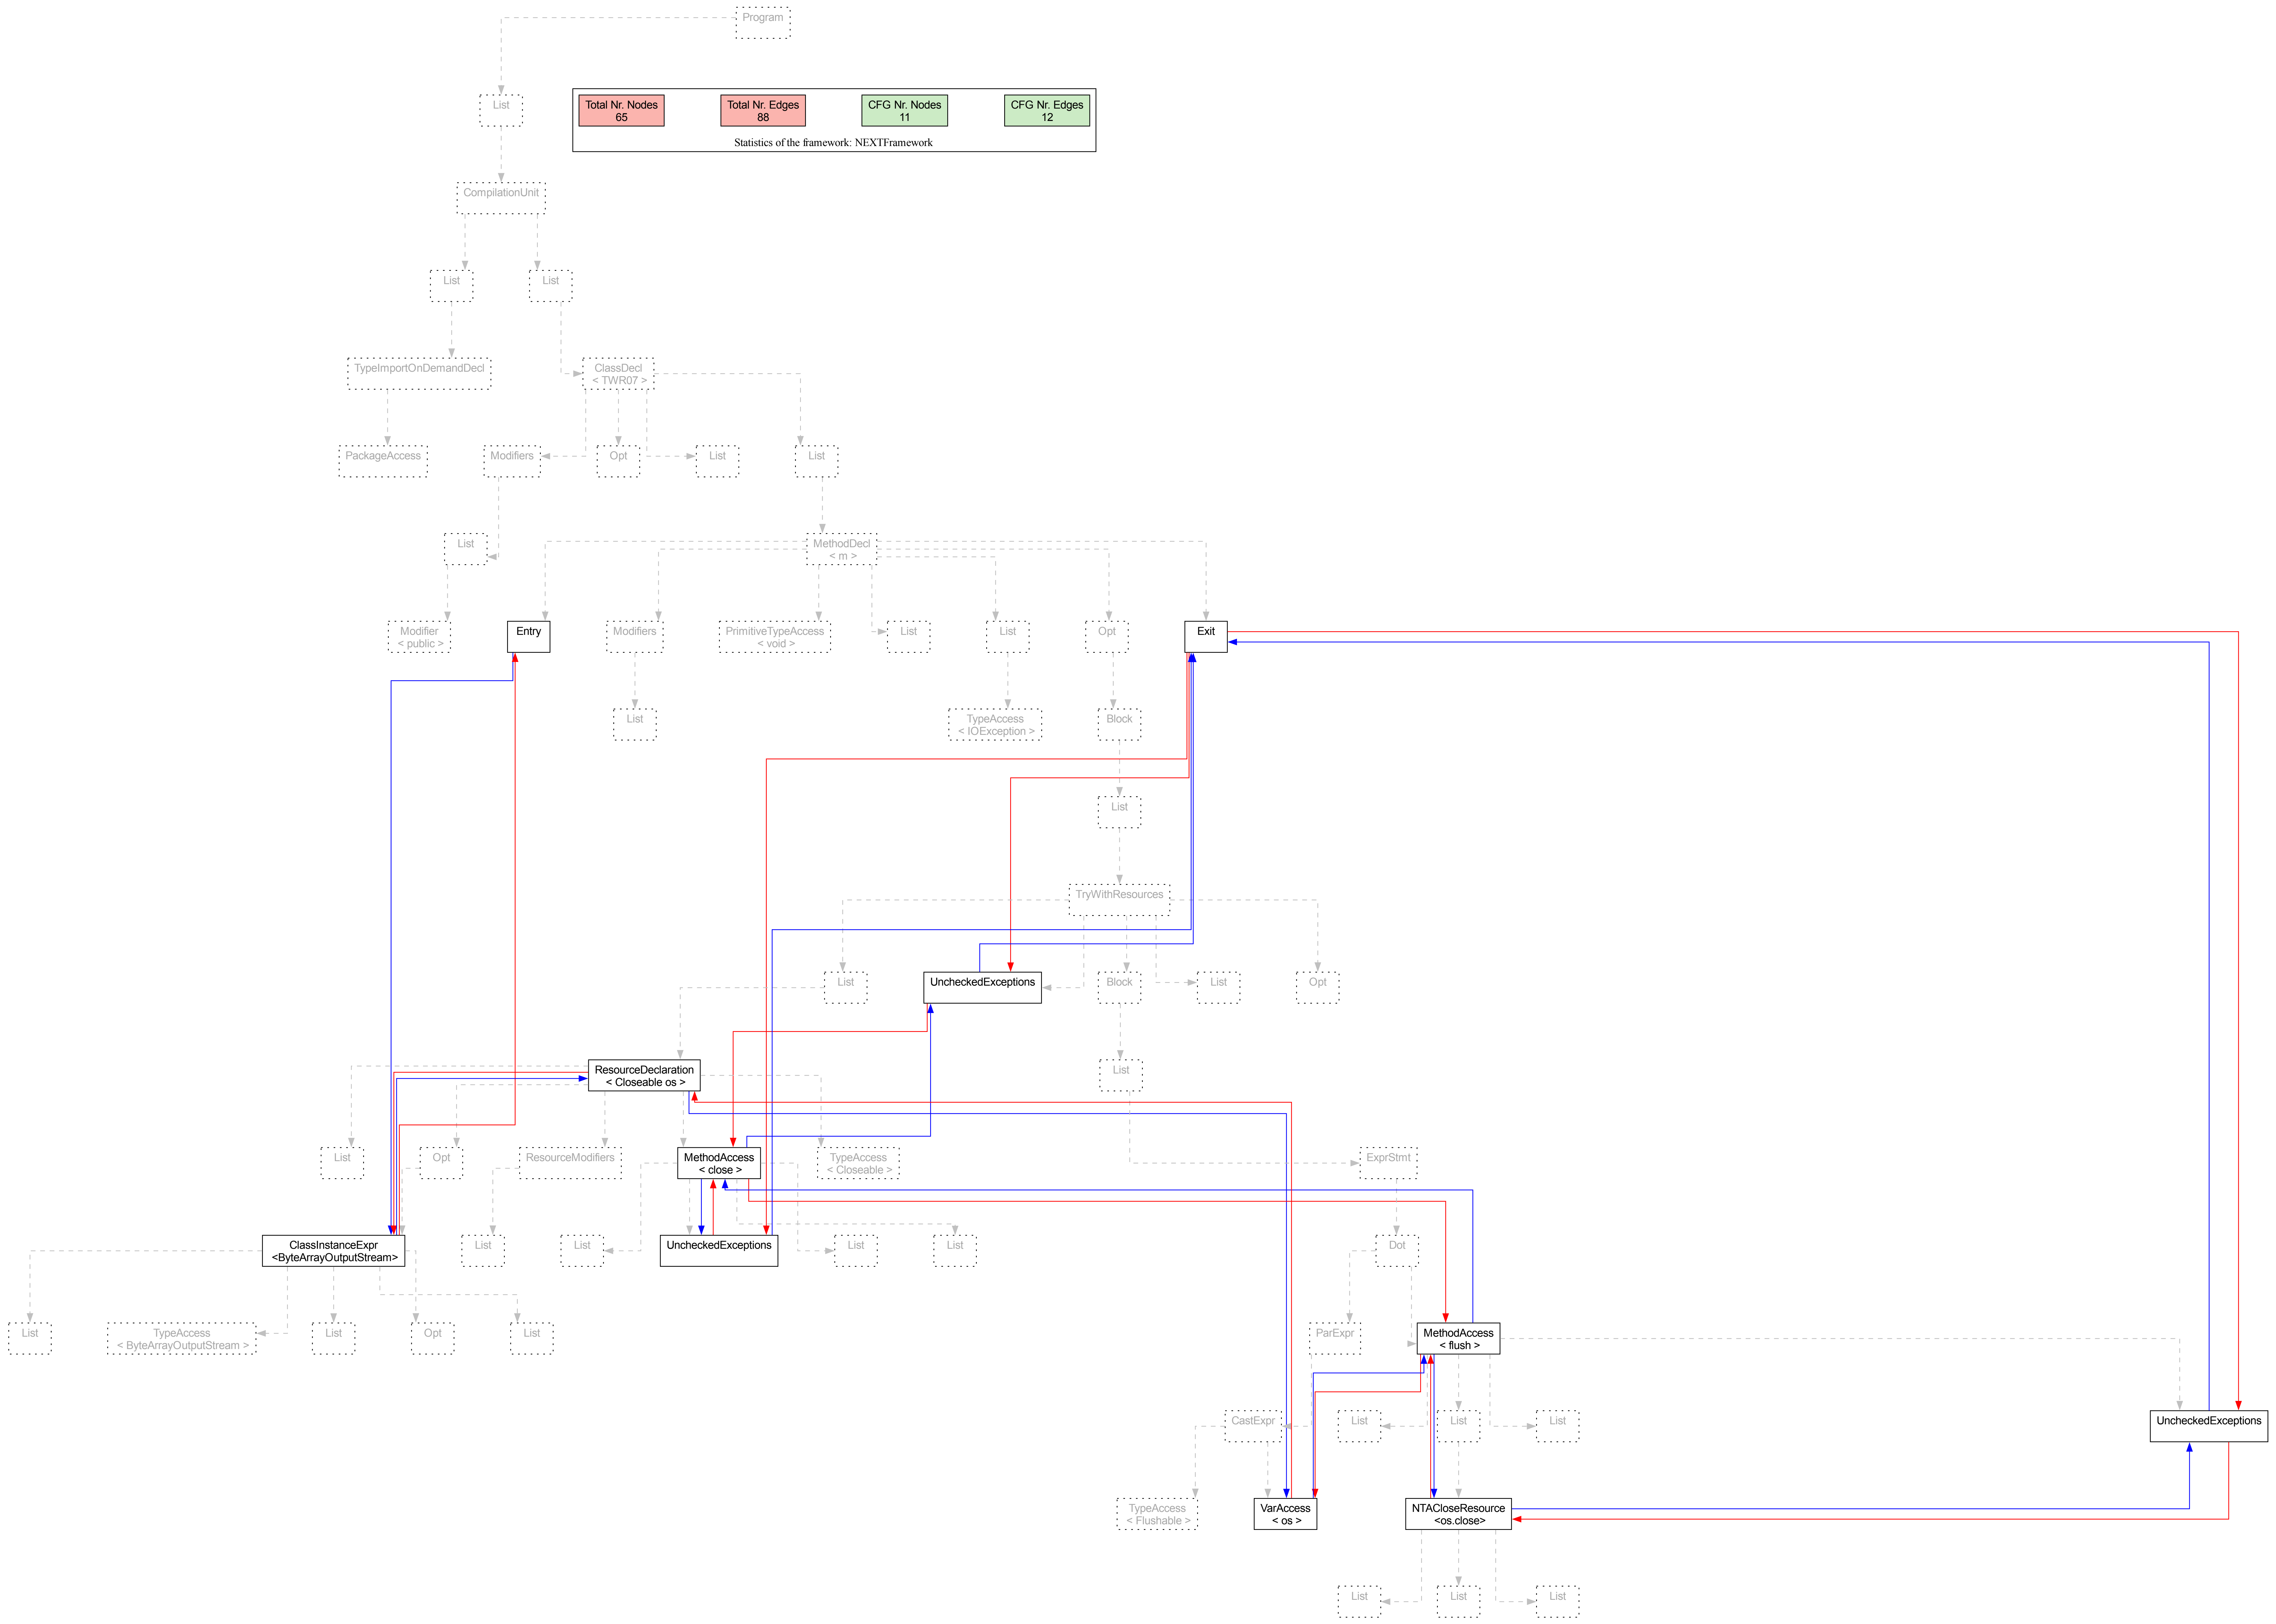 Program
List
Total Nr. Nodes
65
Total Nr. Edges
88
CFG Nr. Nodes
11
CFG Nr. Edges
12
Statistics of the framework: NEXTFramework
CompilationUnit
List
List
TypeImportOnDemandDecl
ClassDecl
< TWR07 >
PackageAccess
Modifiers
Opt
List
List
List
MethodDecl
< m >
Modifier
< public >
Entry
Modifiers
PrimitiveTypeAccess
< void >
List
List
Opt
Exit
List
TypeAccess
< IOException >
Block
List
TryWithResources
List
UncheckedExceptions
Block
List
Opt
ResourceDeclaration
< Closeable os >
List
List
Opt
ResourceModifiers
MethodAccess
< close >
TypeAccess
< Closeable >
ExprStmt
ClassInstanceExpr
<ByteArrayOutputStream>
List
List
UncheckedExceptions
List
List
Dot
List
TypeAccess
< ByteArrayOutputStream >
List
Opt
List
ParExpr
MethodAccess
< flush >
CastExpr
List
List
List
UncheckedExceptions
TypeAccess
< Flushable >
VarAccess
< os >
NTACloseResource
<os.close>
List
List
List